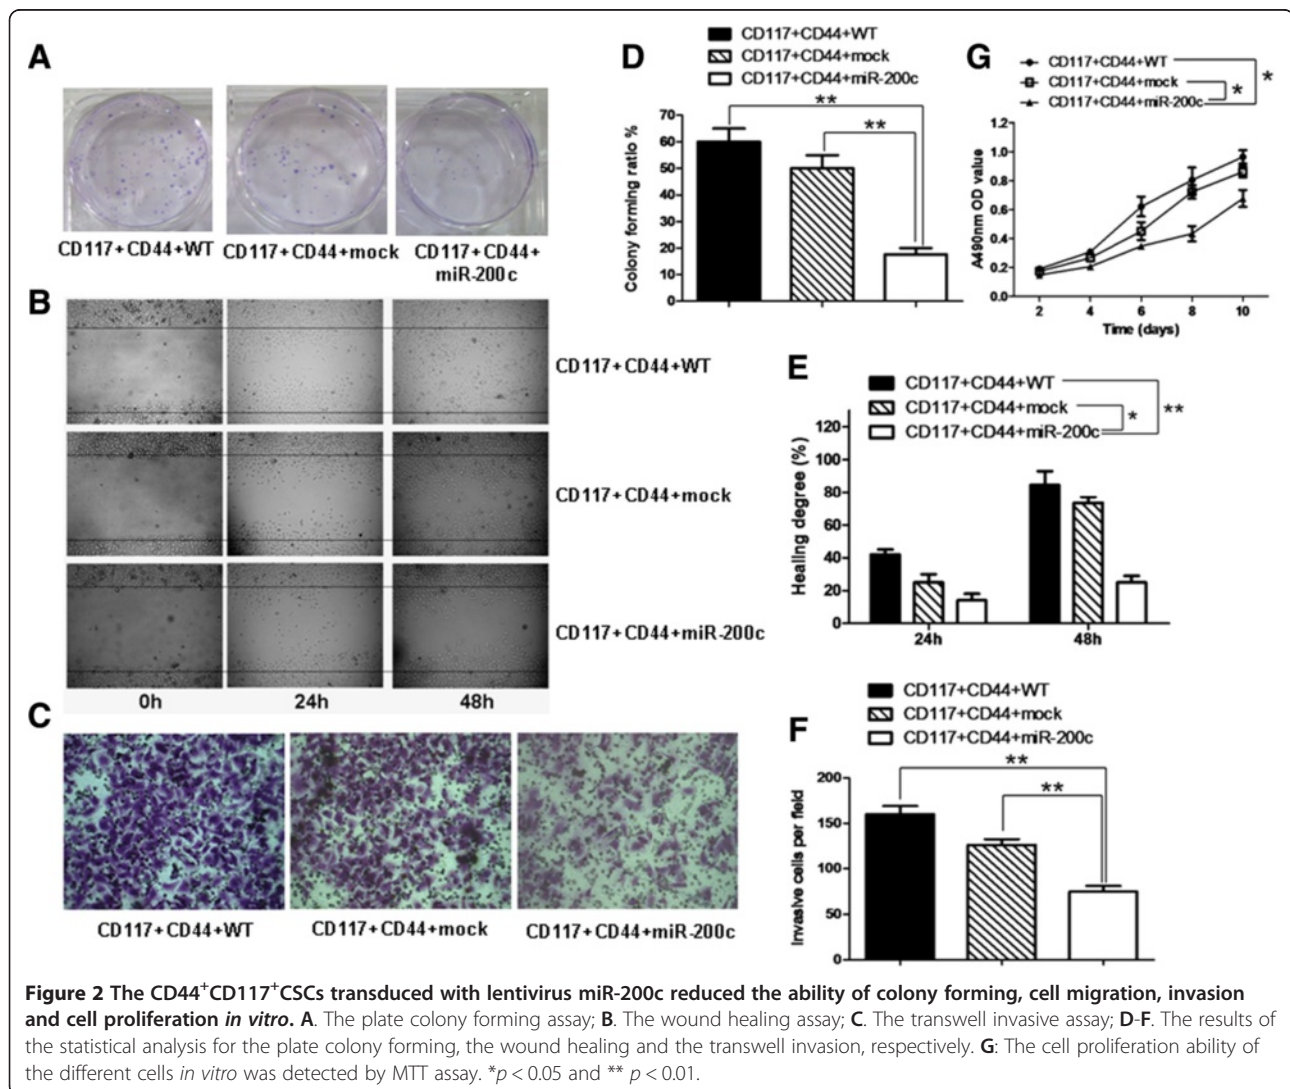 A
CD117+CD44+WT
CD117+CD44+mock
CD117+CD44+
miR-200c
B
CD117+CD44+WT
CD117+CD44+mock
CD117+CD44+miR-200c
0h
24h
48h
C
CD117+CD44+WT
CD117+CD44+mock
CD117+CD44+miR-200c
D
CD117+CD44+WT
CD117+CD44+mock
CD117+CD44+miR-200c
**
**
Colony forming ratio %
70
60
50
40
30
20
10
0
G
CD117+CD44+WT
CD117+CD44+mock
CD117+CD44+miR-200c
*
*
A490nm OD value
1.2
1.0
0.8
0.6
0.4
0.2
0.0
2 4 6 8 10
Time (days)
E
CD117+CD44+WT
CD117+CD44+mock
CD117+CD44+miR-200c
*
**
Healing degree (%)
120
100
80
60
40
20
0
24h
48h
F
CD117+CD44+WT
CD117+CD44+mock
CD117+CD44+miR-200c
**
**
Invasive cells per field
200
150
100
50
0
Figure 2 The CD44⁺CD117⁺CSCs transduced with lentivirus miR-200c reduced the ability of colony forming, cell migration, invasion
and cell proliferation in vitro. A. The plate colony forming assay; B. The wound healing assay; C. The transwell invasive assay; D-F. The results of
the statistical analysis for the plate colony forming, the wound healing and the transwell invasion, respectively. G: The cell proliferation ability of
the different cells in vitro was detected by MTT assay. *p < 0.05 and ** p < 0.01.